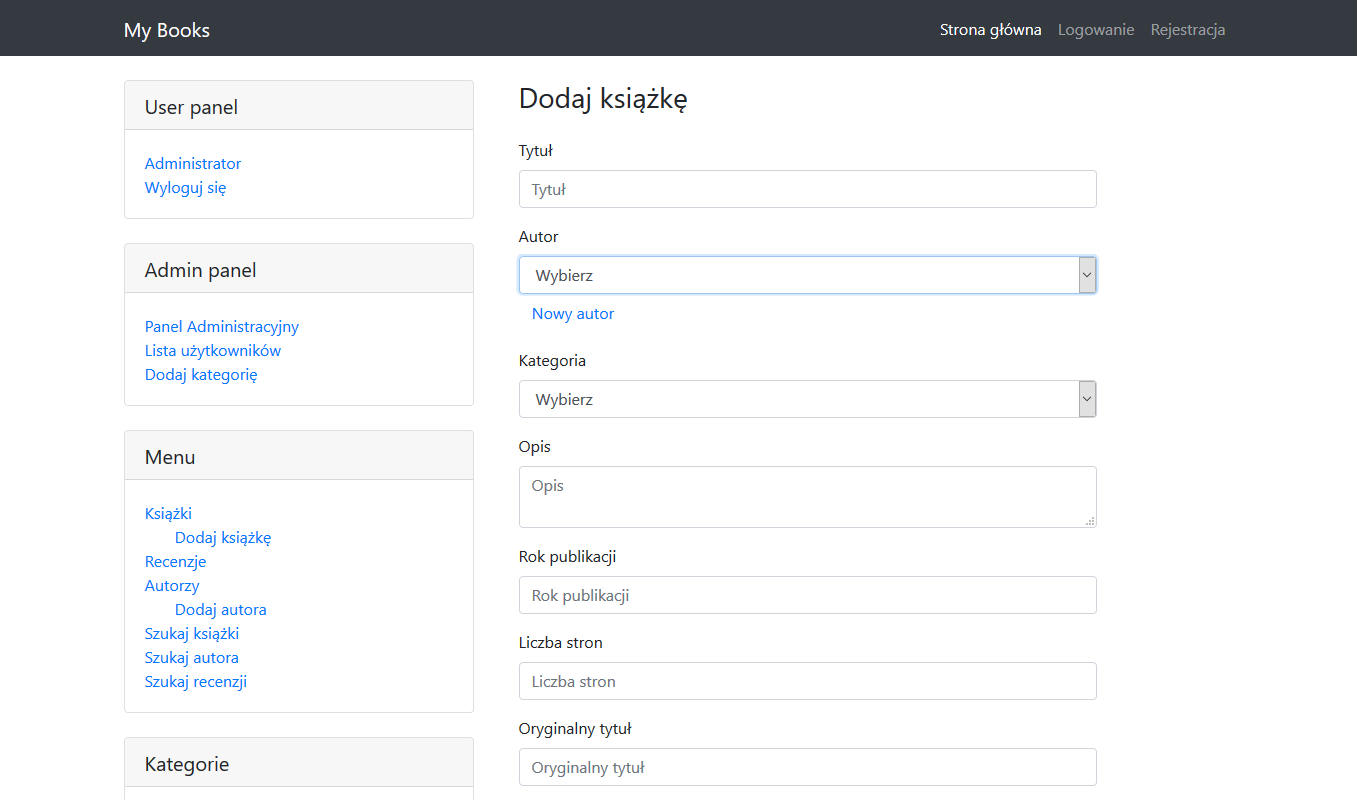 My Books
Strona główna Logowanie Rejestracja
User panel
Administrator
Wyloguj się
Admin panel
Panel Administracyjny
Lista użytkowników
Dodaj kategorię
Menu
Książki
Dodaj książkę
Recenzje
Autorzy
Dodaj autora
Szukaj książki
Szukaj autora
Szukaj recenzji
Kategorie
Dodaj książkę
Tytuł
Tytuł
Autor
Wybierz
Nowy autor
Kategoria
Wybierz
Opis
Opis
Rok publikacji
Rok publikacji
Liczba stron
Liczba stron
Oryginalny tytuł
Oryginalny tytuł